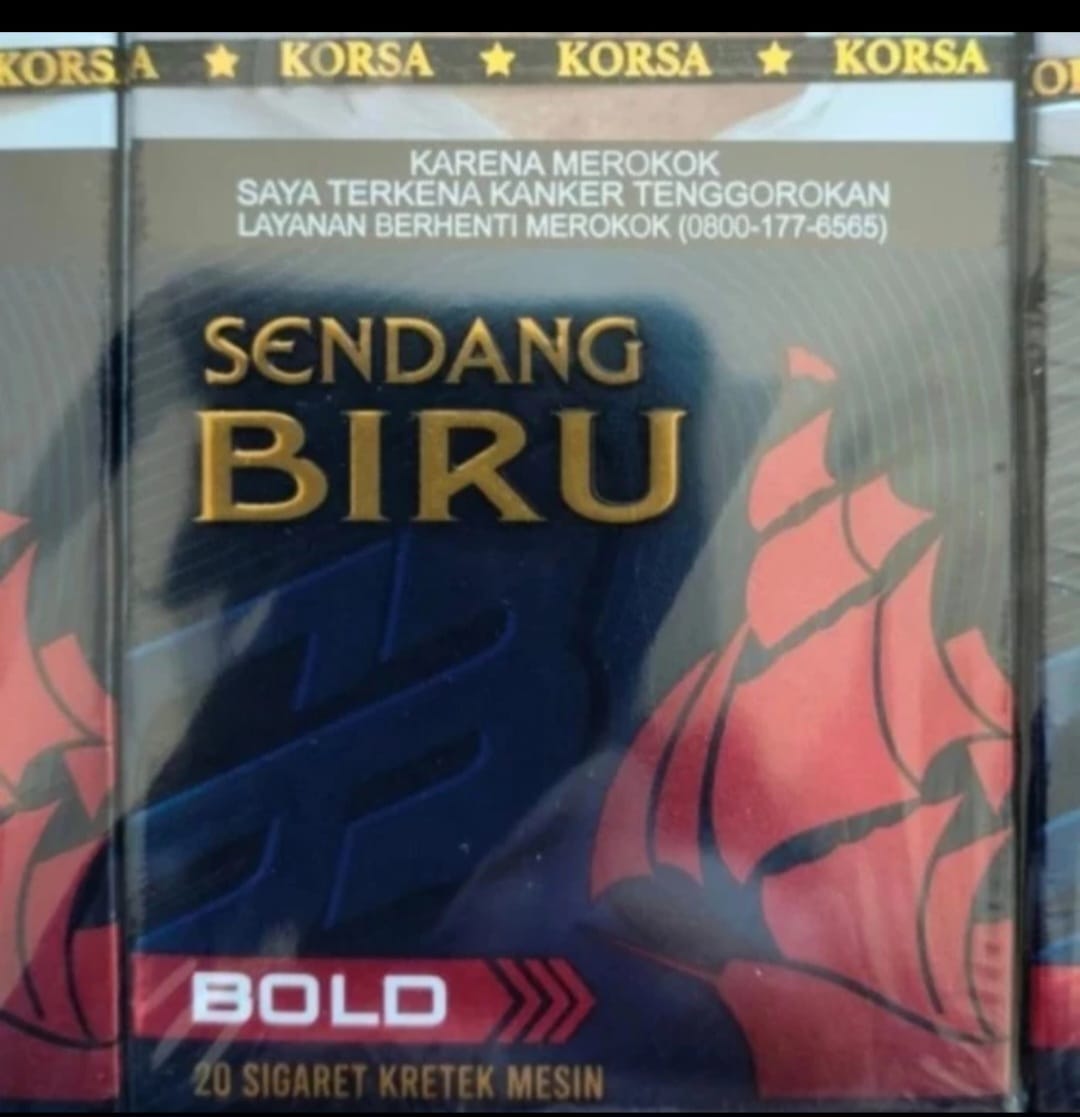 KORSA ★ KORSA ★ KORSA ★ KORSA
KARENA MEROKOK
SAYA TERKENA KANKER TENGGOROKAN
LAYANAN BERHENTI MEROKOK (0800-177-6565)
SENDANG
BIRU
BOLD
20 SIGARET KRETEK MESIN